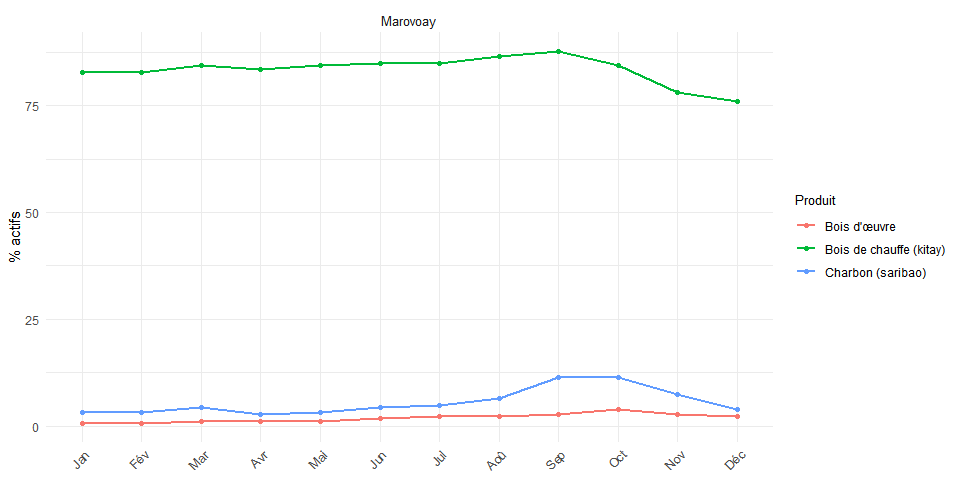 Marovoay
% actifs
75
50
25
0
Jan
Fév
Mar
Avr
Mai
Jun
Jul
Aoû
Sep
Oct
Nov
Déc
Produit
Bois d'œuvre
Bois de chauffe (kitay)
Charbon (saribao)